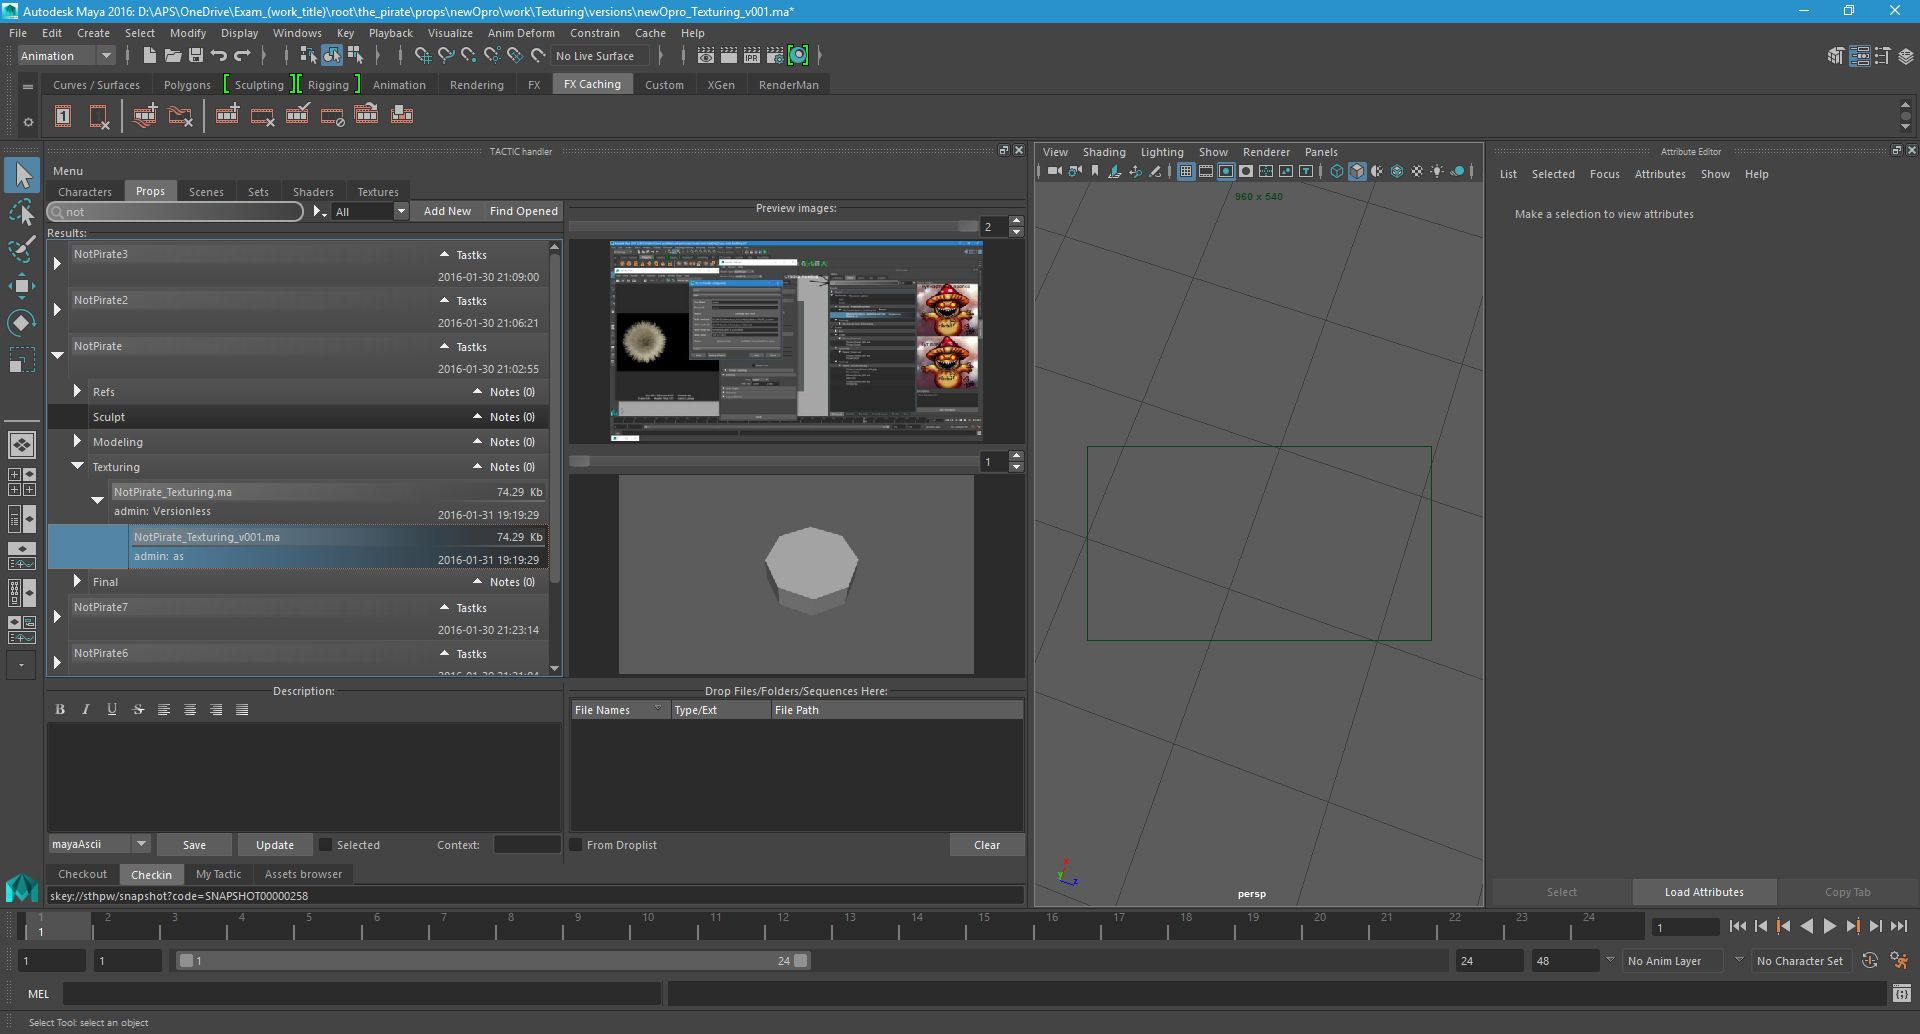 Autodesk Maya 2016: D:\APS\OneDrive\Exam_(work_title)\root\the_pirate\props\newOpro\work\Texturing\versions\newOpro_Texturing_v001.ma*
File Edit Create Select Modify Display Windows Key Playback Visualize Anim Deform Constrain Cache Help
Animation No Live Surface IPR
Curves / Surfaces Polygons Sculpting Rigging Animation Rendering FX FX Caching Custom XGen RenderMan
1
TACTIC handler
Menu
Characters Props Scenes Sets Shaders Textures
not All Add New Find Opened
Results:
NotPirate3 Tastks
2016-01-30 21:09:00
NotPirate2 Tastks
2016-01-30 21:06:21
NotPirate Tastks
2016-01-30 21:02:55
Refs Notes (0)
Sculpt Notes (0)
Modeling Notes (0)
Texturing Notes (0)
NotPirate_Texturing.ma 74.29 Kb
admin: Versionless 2016-01-31 19:19:29
NotPirate_Texturing_v001.ma 74.29 Kb
admin: as 2016-01-31 19:19:29
Final Notes (0)
NotPirate7 Tastks
2016-01-30 21:23:14
NotPirate6 Tastks
Preview images:
2
1
Description:
B I U S
mayaAscii Save Update Selected Context:
Drop Files/Folders/Sequences Here:
File Names Type/Ext File Path
From Droplist Clear
Checkout Checkin My Tactic Assets browser
skey://sthpw/snapshot?code=SNAPSHOT00000258
View Shading Lighting Show Renderer Panels
960 x 540
x
y
z
persp
Attribute Editor
List Selected Focus Attributes Show Help
Make a selection to view attributes
Select Load Attributes Copy Tab
1 2 3 4 5 6 7 8 9 10 11 12 13 14 15 16 17 18 19 20 21 22 23 24
1 1
1 1 1 24 24 48 No Anim Layer No Character Set
MEL
Select Tool: select an object